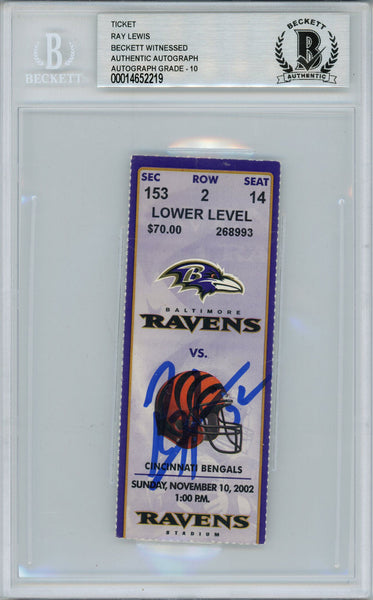 BECKETT
TICKET
RAY LEWIS
BECKETT WITNESSED
AUTHENTIC AUTOGRAPH
AUTOGRAPH GRADE - 10
00014652219
BECKETT
B
AUTHENTIC
SEC ROW SEAT
153 2 14
LOWER LEVEL
$70.00 268993
B
BALTIMORE
RAVENS
VS.
CINCINNATI BENGALS
SUNDAY, NOVEMBER 10, 2002
1:00 P.M.
RAVENS
STADIUM